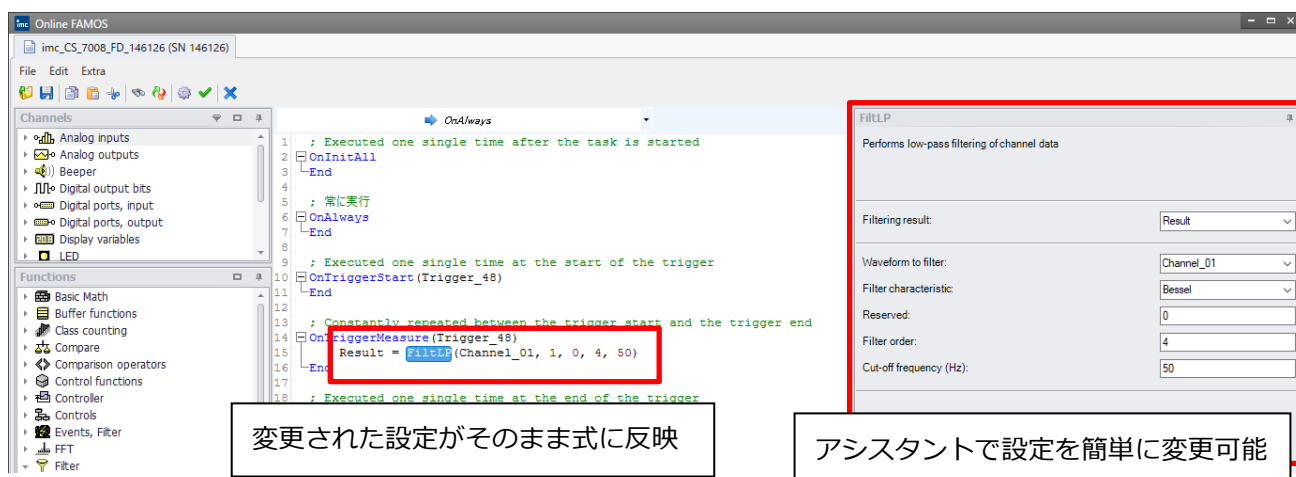 imc Online FAMOS
imc_CS_7008_FD_146126 (SN 146126)
File Edit Extra
Channels
Analog inputs
Analog outputs
Beeper
Digital output bits
Digital ports, input
Digital ports, output
Display variables
LED
Functions
Basic Math
Buffer functions
Class counting
Compare
Comparison operators
Control functions
Controller
Controls
Events, Filter
FFT
Filter
OnAlways
1 ; Executed one single time after the task is started
2 OnInitAll
3 End
4
5 ; 常に実行
6 OnAlways
7 End
8
9 ; Executed one single time at the start of the trigger
10 OnTriggerStart(Trigger_48)
11 End
12
13 ; Constantly repeated between the trigger start and the trigger end
14 OnTriggerMeasure(Trigger_48)
15 Result = FiltLP(Channel_01, 1, 0, 4, 50)
16 End
17
18 ; Executed one single time at the end of the trigger
変更された設定がそのまま式に反映
FiltLP
Performs low-pass filtering of channel data
Filtering result: Result
Waveform to filter: Channel_01
Filter characteristic: Bessel
Reserved: 0
Filter order: 4
Cut-off frequency (Hz): 50
アシスタントで設定を簡単に変更可能